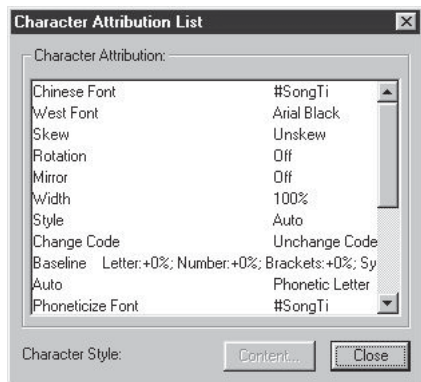 Character Attribution List
Character Attribution:
Chinese Font #SongTi
West Font Arial Black
Skew Unskew
Rotation Off
Mirror Off
Width 100%
Style Auto
Change Code Unchange Code
Baseline Letter:+0%; Number:+0%; Brackets:+0%; Sy
Auto Phonetic Letter
Phoneticize Font #SongTi
Character Style: Content... Close